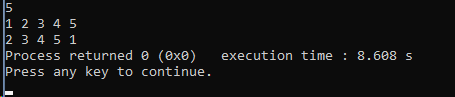 5
1 2 3 4 5
2 3 4 5 1
Process returned 0 (0x0)   execution time : 8.608 s
Press any key to continue.